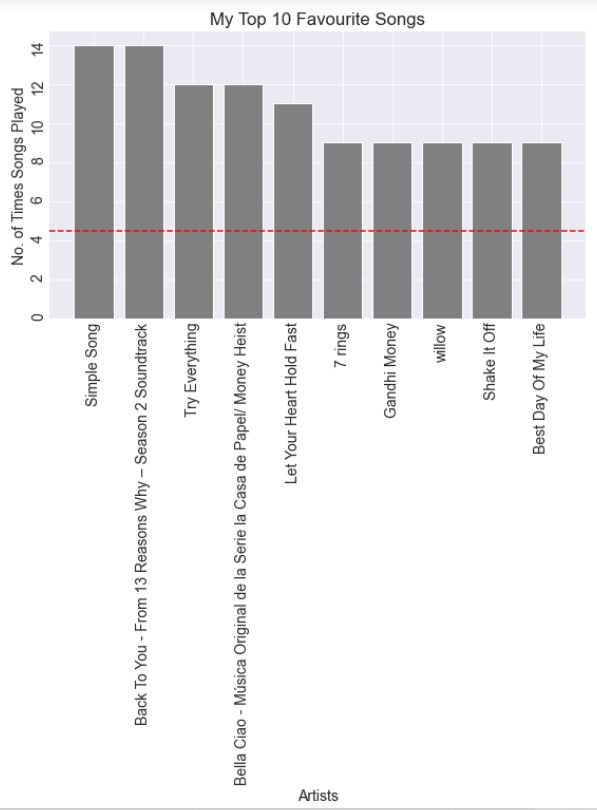 My Top 10 Favourite Songs
No. of Times Songs Played
14
12
10
8
6
4
2
0
Simple Song
Back To You - From 13 Reasons Why – Season 2 Soundtrack
Try Everything
Bella Ciao - Música Original de la Serie la Casa de Papel/ Money Heist
Let Your Heart Hold Fast
7 rings
Gandhi Money
willow
Shake It Off
Best Day Of My Life
Artists